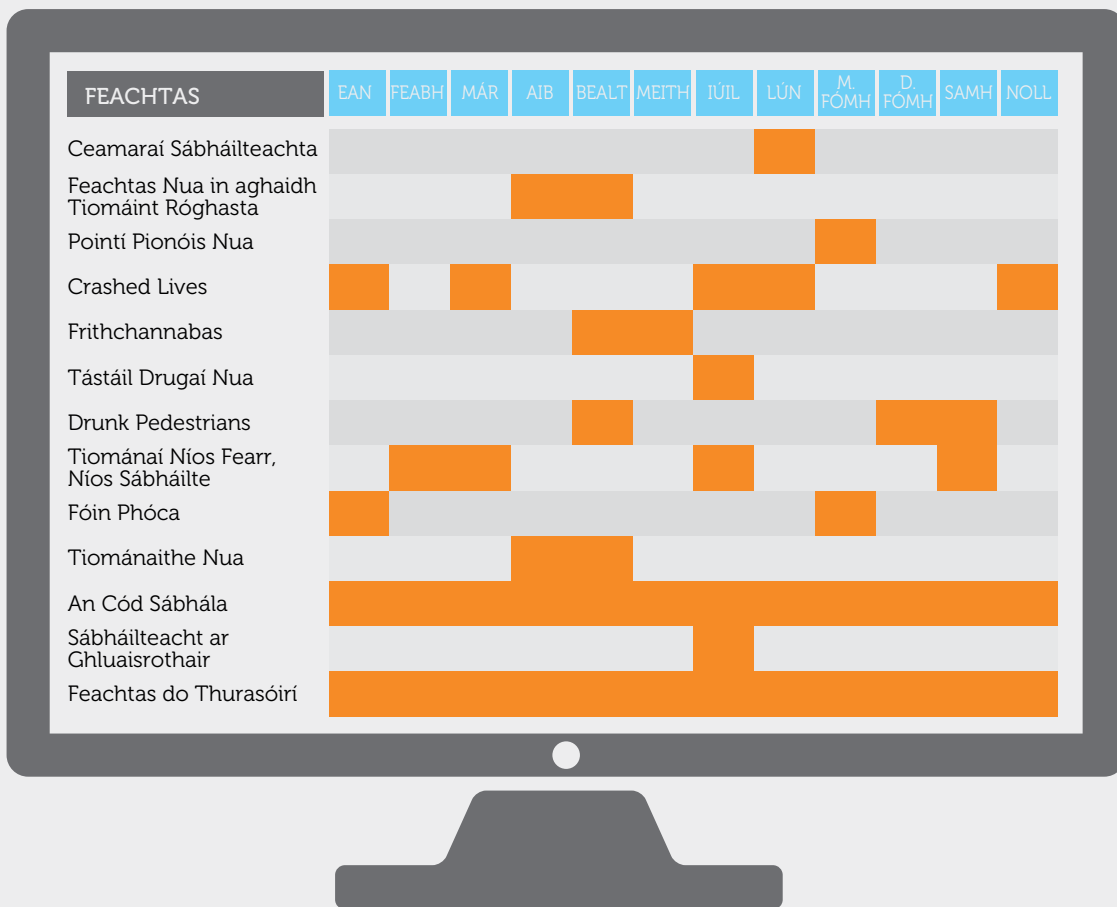 FEACHTAS
EAN
FEABH
MÁR
AIB
BEALT
MEITH
IÚIL
LÚN
M.
FÓMH
D.
FÓMH
SAMH
NOLL
Ceamaraí Sábháilteachta
Feachtas Nua in aghaidh
Tiomáint Róghasta
Pointí Pionóis Nua
Crashed Lives
Frithchannabas
Tástáil Drugaí Nua
Drunk Pedestrians
Tiománaí Níos Fearr,
Níos Sábháilte
Fóin Phóca
Tiománaithe Nua
An Cód Sábhála
Sábháilteacht ar
Ghluaisrothair
Feachtas do Thurasóirí